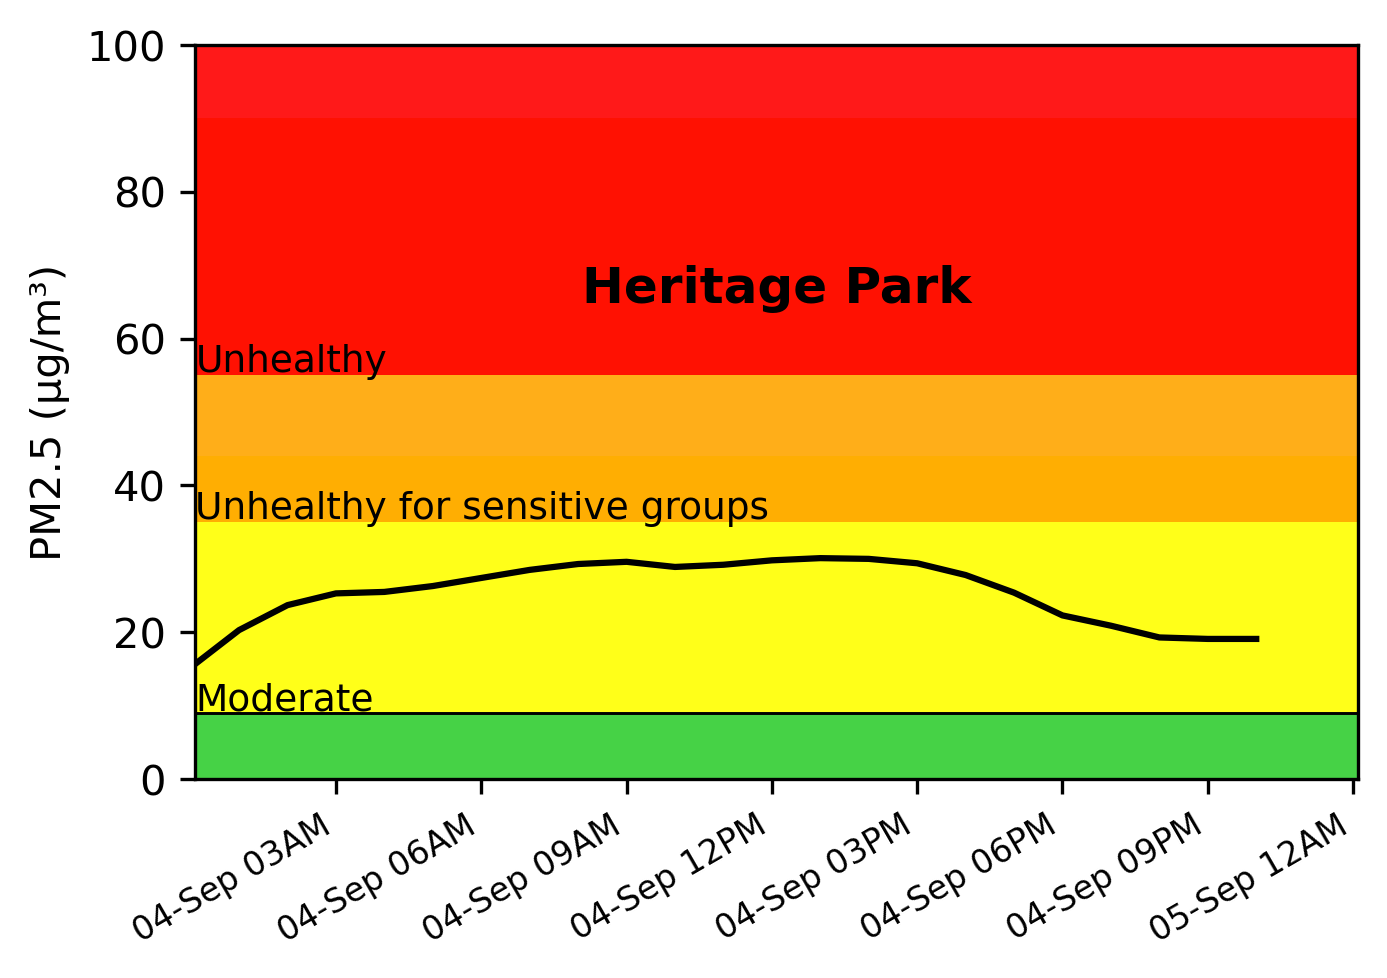 100
80
60
40
20
0
PM2.5 (µg/m³)
Heritage Park
Unhealthy
Unhealthy for sensitive groups
Moderate
04-Sep 03AM
04-Sep 06AM
04-Sep 09AM
04-Sep 12PM
04-Sep 03PM
04-Sep 06PM
04-Sep 09PM
05-Sep 12AM